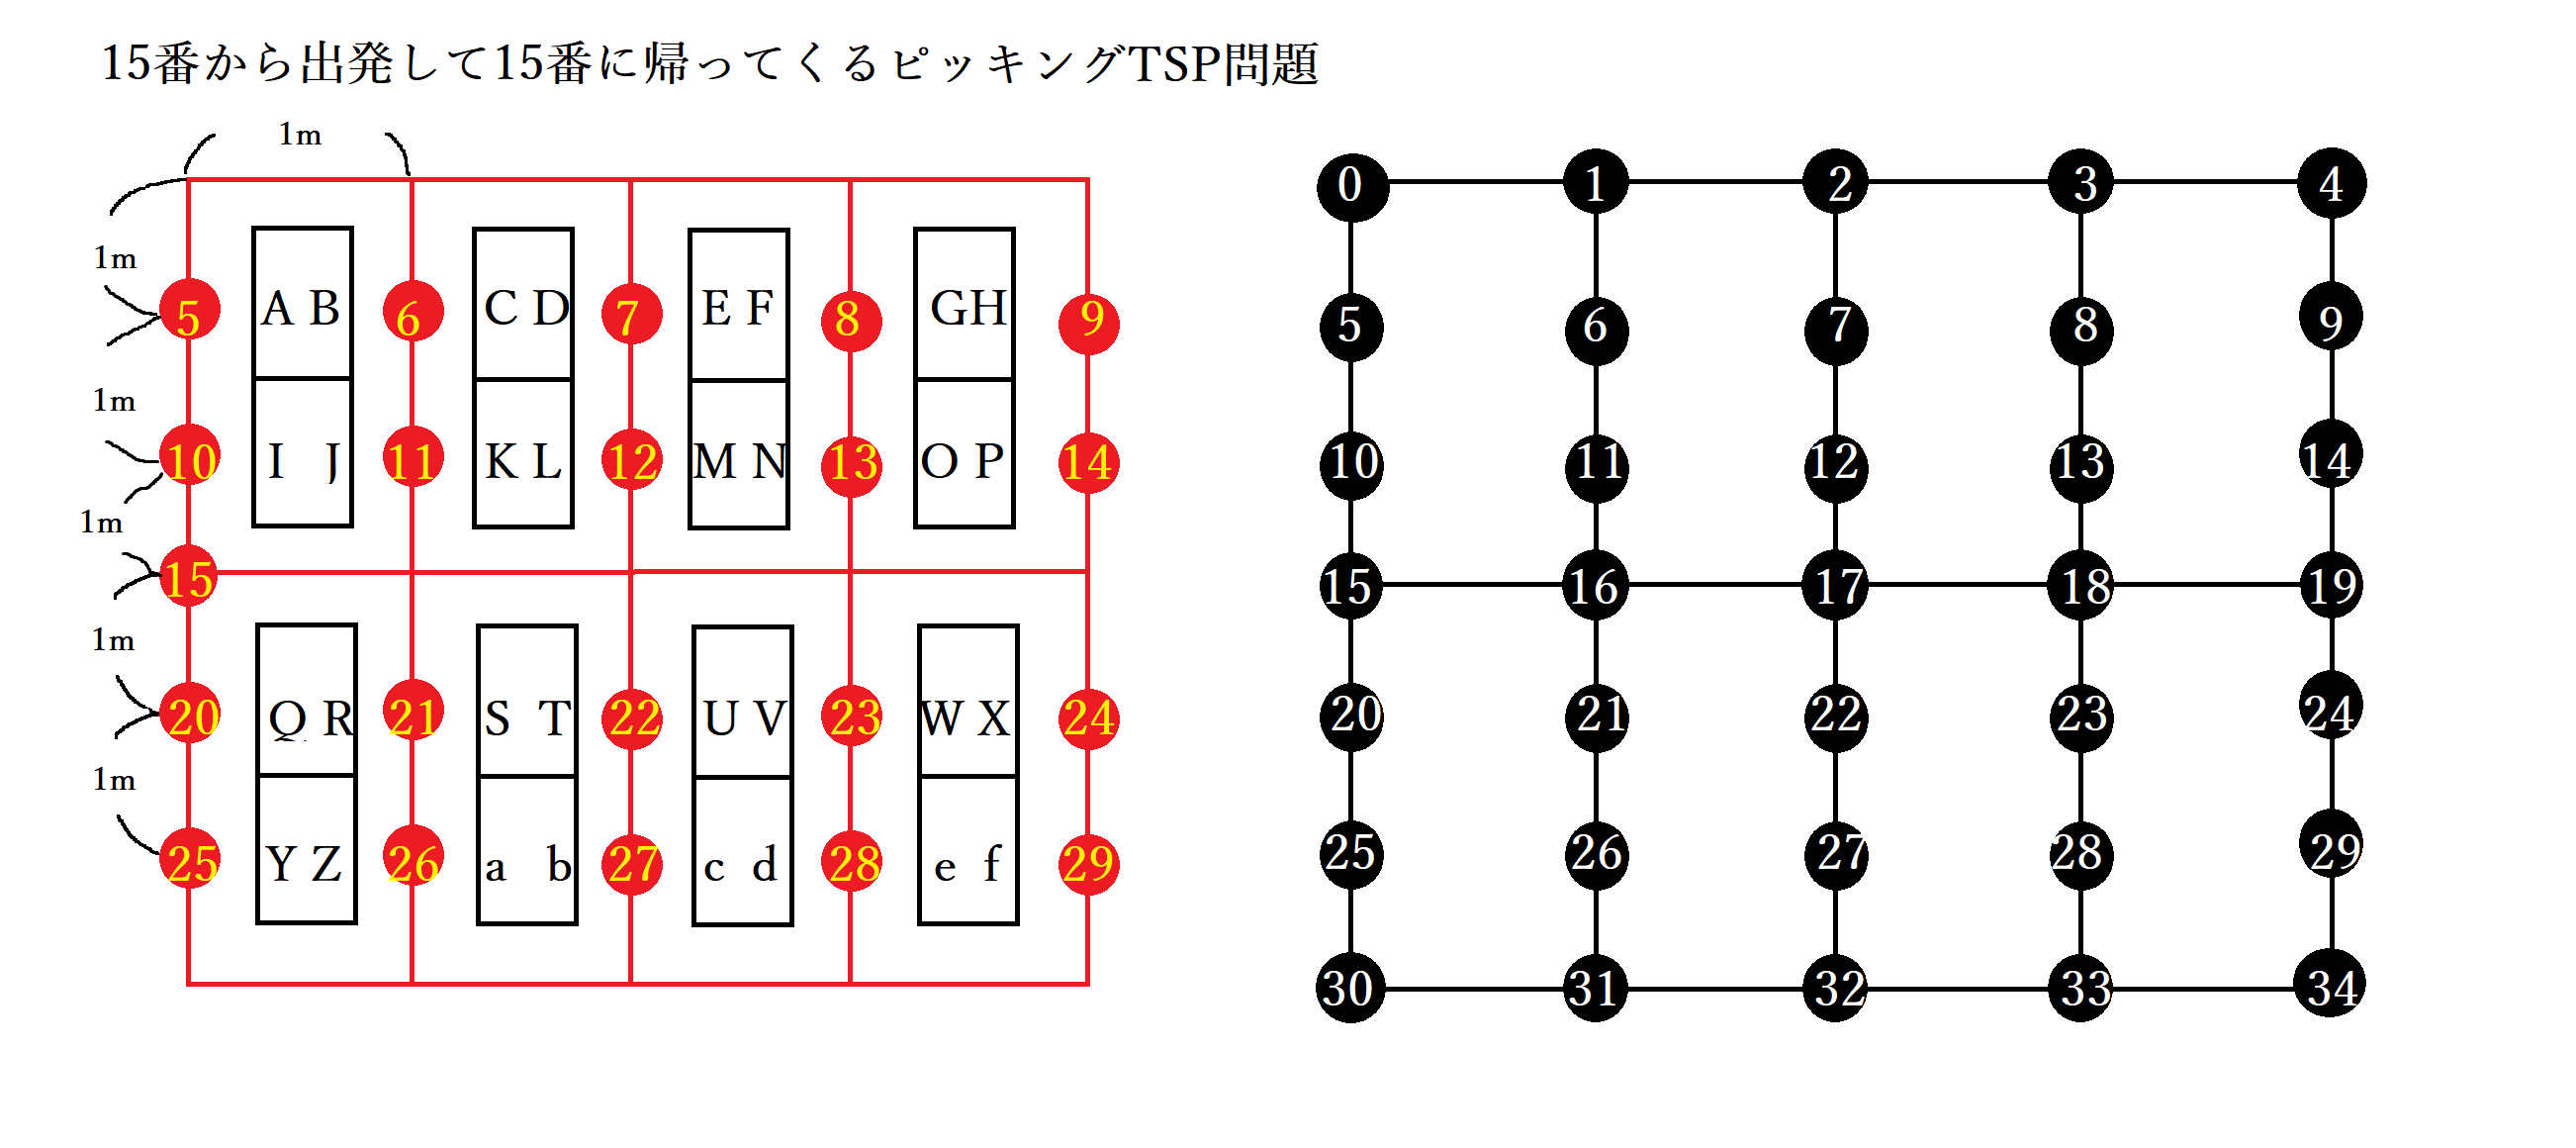 15番から出発して15番に帰ってくるピッキングTSP問題
1m
1m
1m
1m
1m
1m
5 A B 6 C D 7 E F 8 GH 9
10 I J 11 K L 12 M N 13 O P 14
15
20 Q R 21 S T 22 U V 23 W X 24
25 Y Z 26 a b 27 c d 28 e f 29
0 1 2 3 4
5 6 7 8 9
10 11 12 13 14
15 16 17 18 19
20 21 22 23 24
25 26 27 28 29
30 31 32 33 34